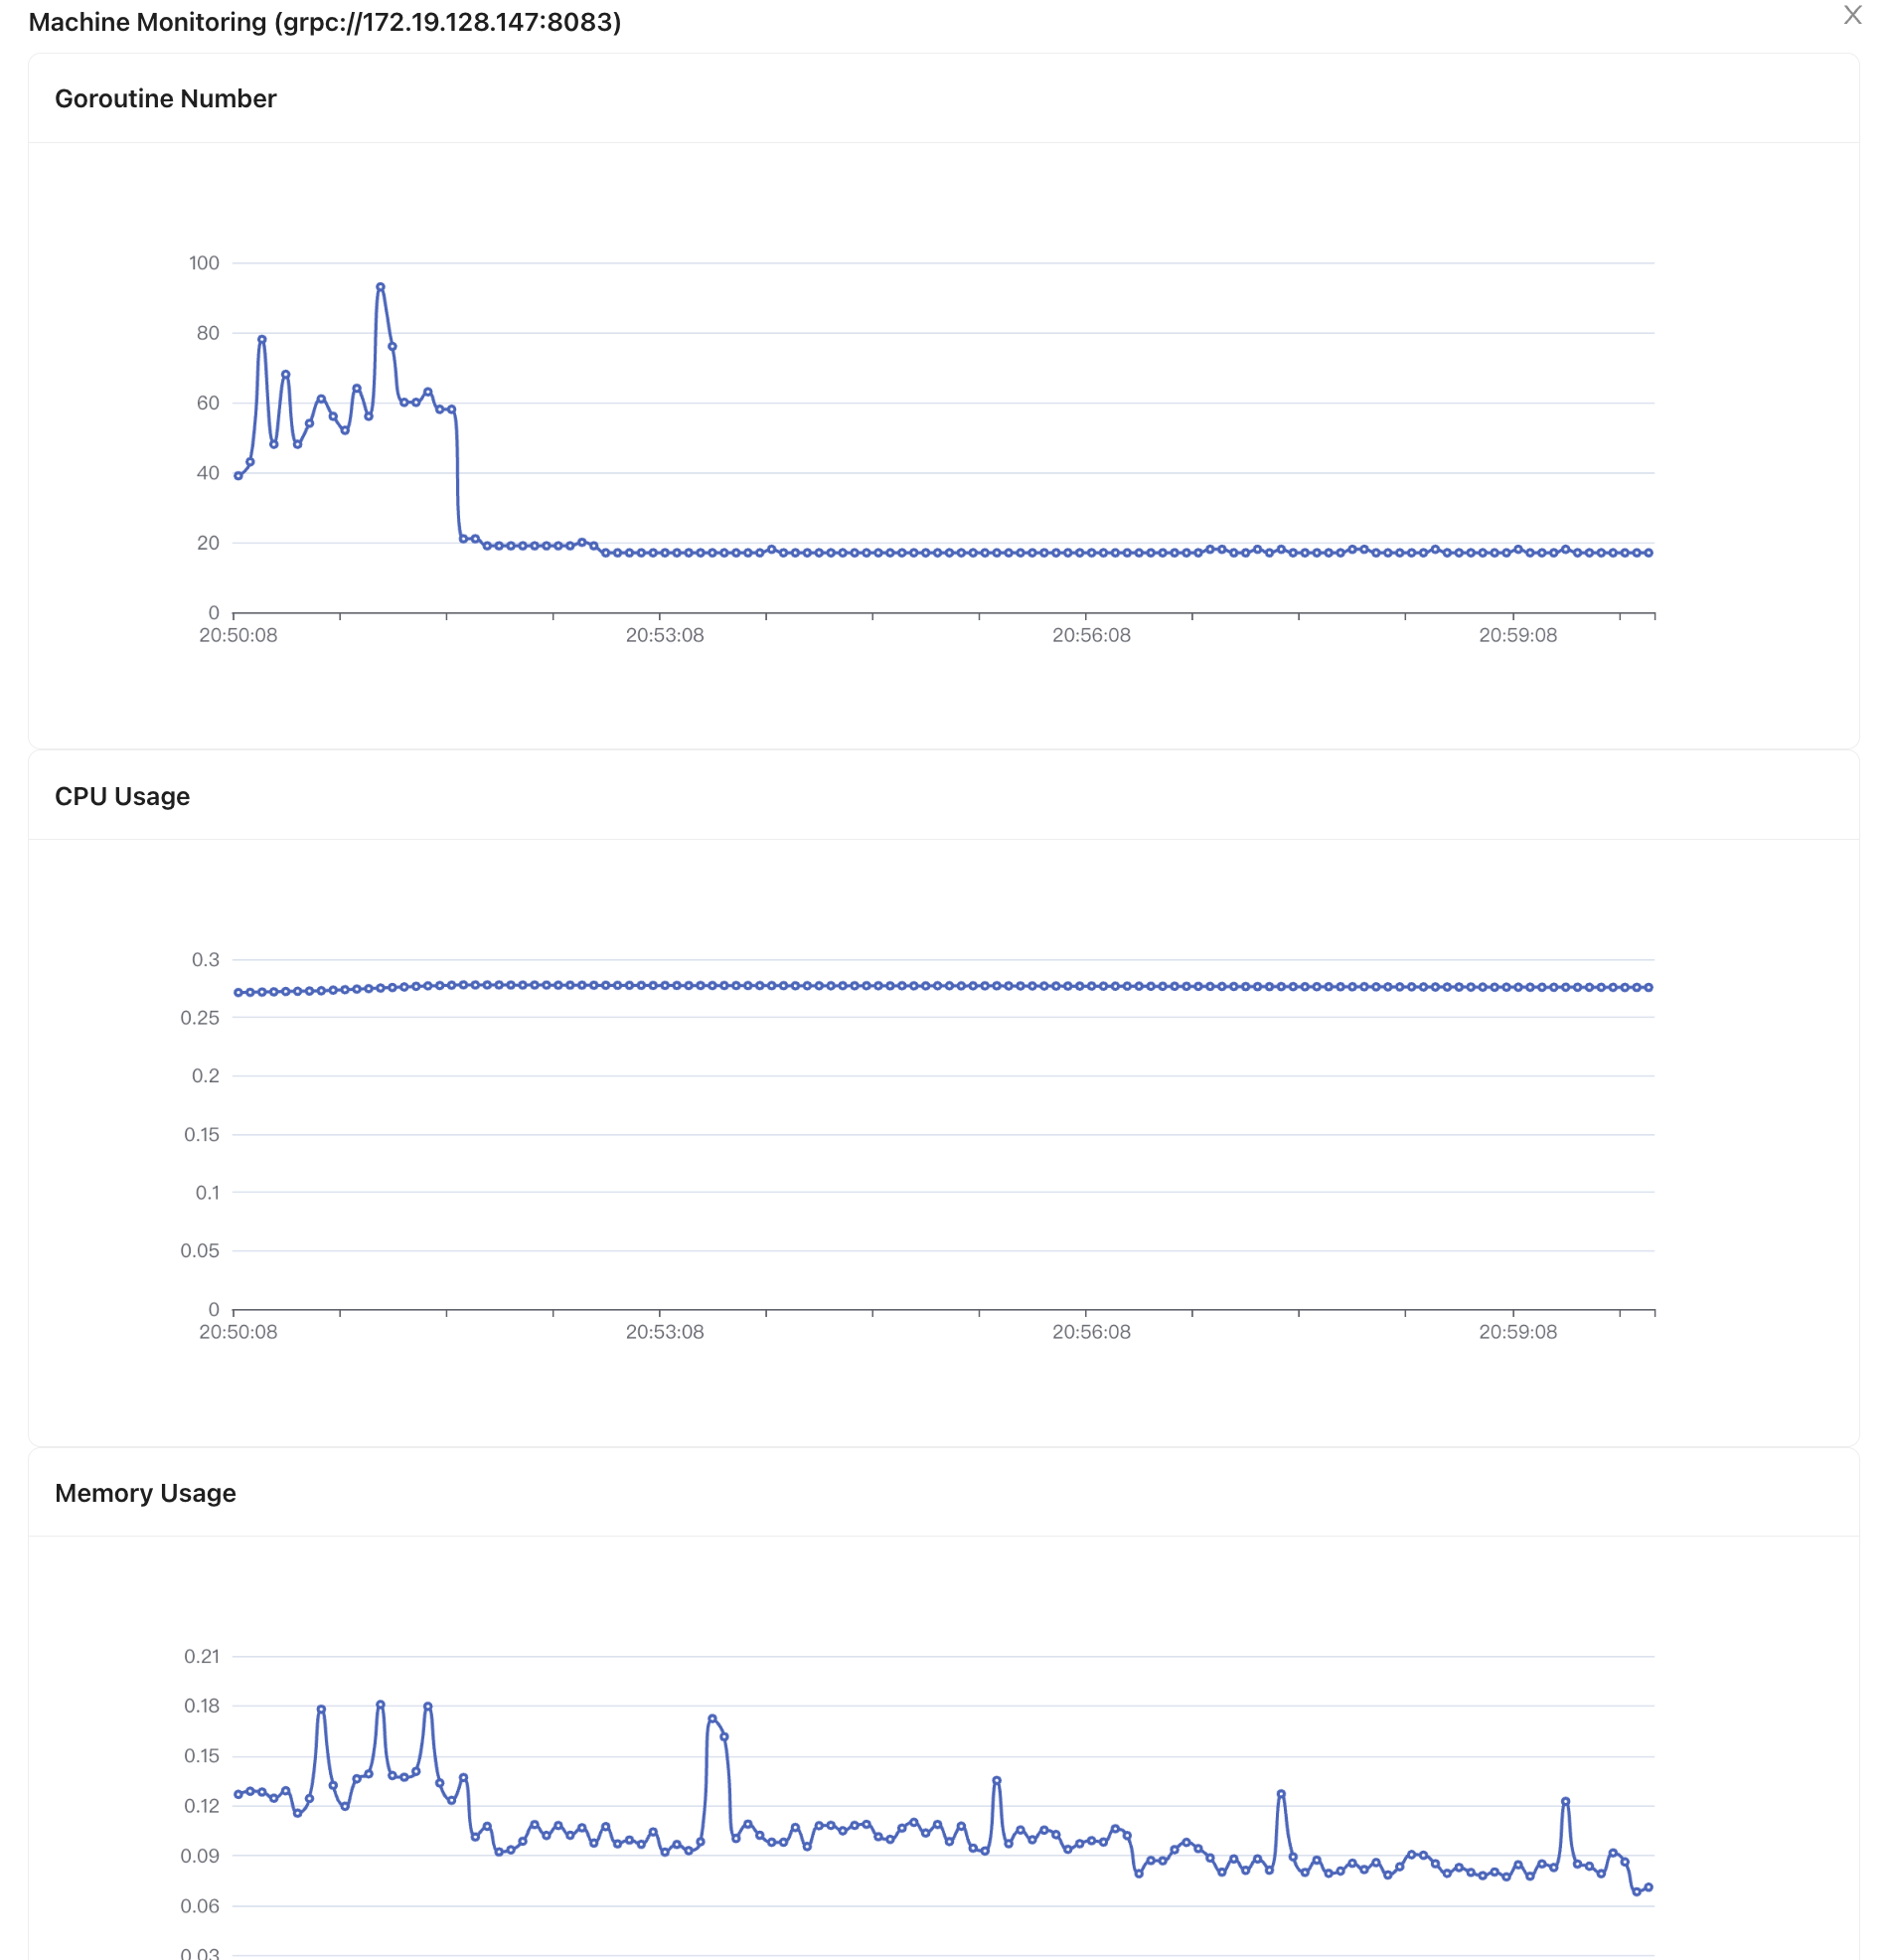 Machine Monitoring (grpc://172.19.128.147:8083)
X
Goroutine Number
100
80
60
40
20
0
20:50:08 20:53:08 20:56:08 20:59:08
CPU Usage
0.3
0.25
0.2
0.15
0.1
0.05
0
20:50:08 20:53:08 20:56:08 20:59:08
Memory Usage
0.21
0.18
0.15
0.12
0.09
0.06
0.03